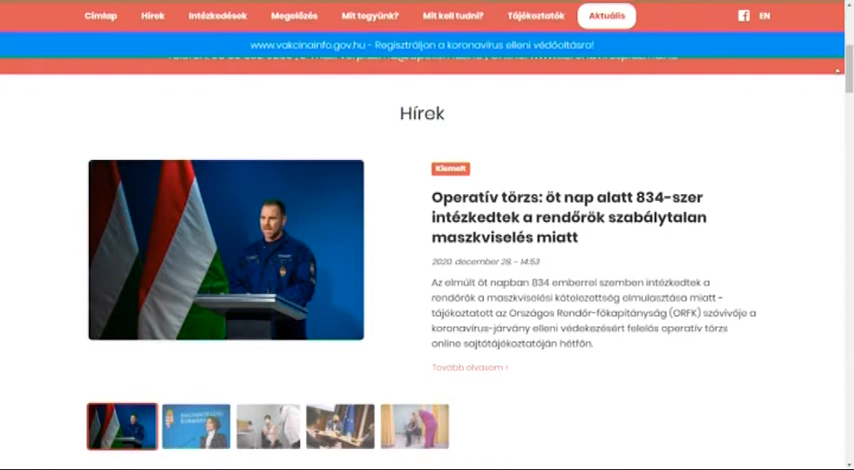 Címlap Hírek Intézkedések Megelőzés Mit tegyünk? Mit kell tudni? Tájékoztatók Aktuális EN
www.vakcinainfo.gov.hu - Regisztráljon a koronavírus elleni védőoltásra!
Hírek
Kiemelt
Operatív törzs: öt nap alatt 834-szer
intézkedtek a rendőrök szabálytalan
maszkviselés miatt
2020. december 28. - 14:53
Az elmúlt öt napban 834 emberrel szemben intézkedtek a
rendőrök a maszkviselési kötelezettség elmulasztása miatt -
tájékoztatott az Országos Rendőr-főkapitányság (ORFK) szóvivője a
koronavírus-járvány elleni védekezésért felelős operatív törzs
online sajtótájékoztatóján hétfőn.
Tovább olvasom ›